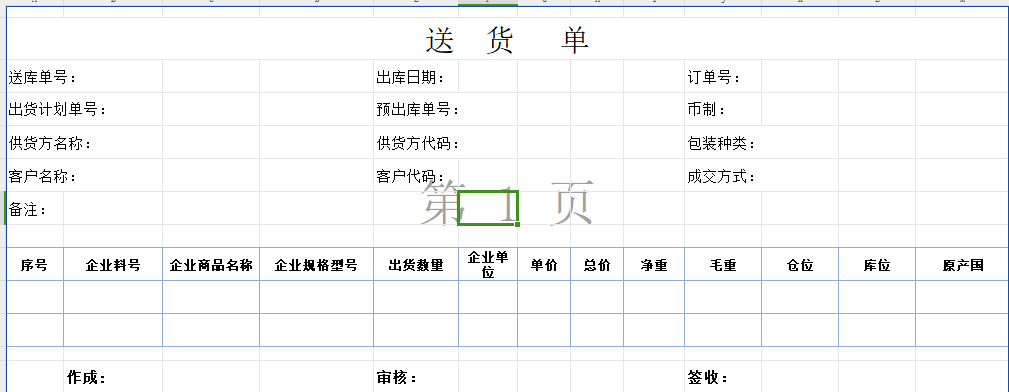 送 货 单
送库单号： 出库日期： 订单号：
出货计划单号： 预出库单号： 币制：
供货方名称： 供货方代码： 包装种类：
客户名称： 客户代码： 成交方式：
第 1 页
备注：
序号 企业料号 企业商品名称 企业规格型号 出货数量 企业单位 单价 总价 净重 毛重 仓位 库位 原产国
作成： 审核： 签收：